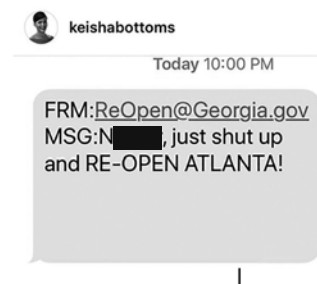 keishabottoms
Today 10:00 PM
FRM:ReOpen@Georgia.gov
MSG:N, just shut up
and RE-OPEN ATLANTA!